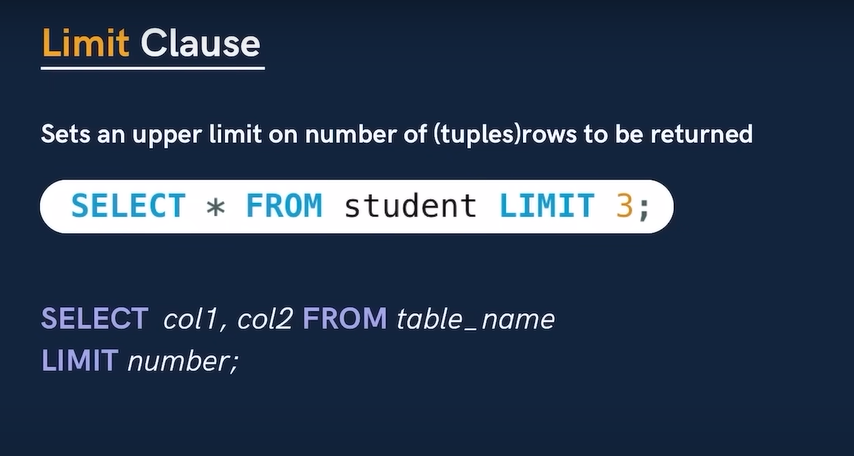 Limit Clause
Sets an upper limit on number of (tuples)rows to be returned
SELECT * FROM student LIMIT 3;
SELECT col1, col2 FROM table_name
LIMIT number;